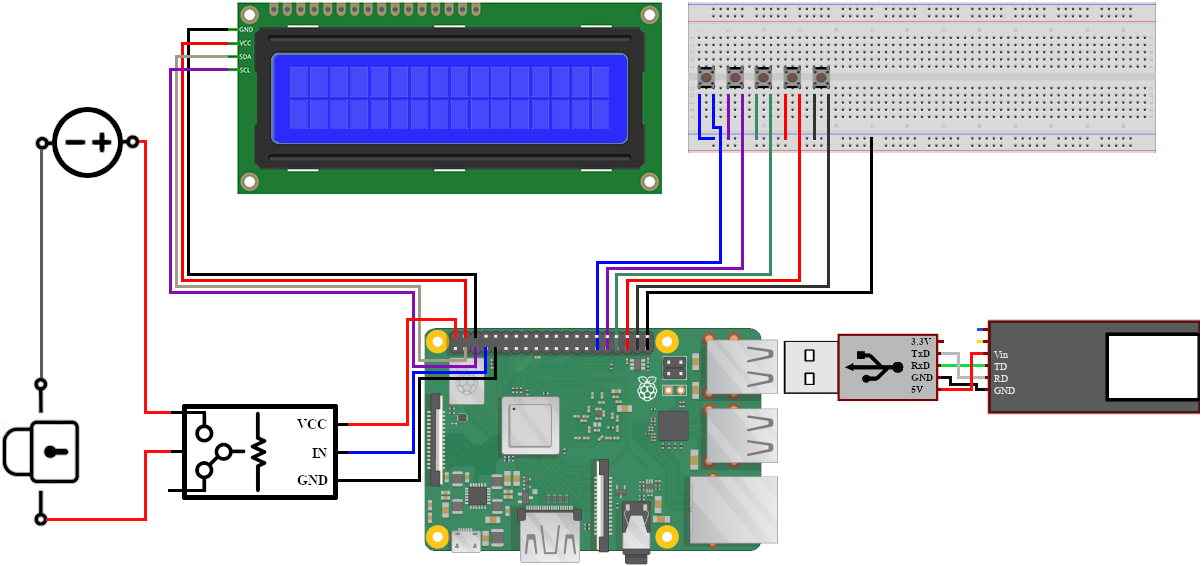 GND
VCC
SDA
SCL
VCC
IN
GND
3.3V
TxD
RxD
GND
5V
Vin
TD
RD
GND